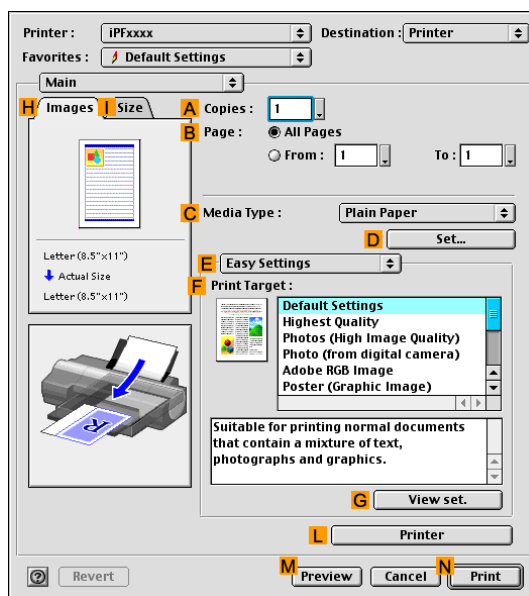 Printer : iPFxxxx Destination : Printer
Favorites : Default Settings
Main
H Images I Size
A Copies : 1
B Page : All Pages
From : 1 To : 1
C Media Type : Plain Paper
D Set...
Letter (8.5"x11")
Actual Size
Letter (8.5"x11")
E Easy Settings
F Print Target :
Default Settings
Highest Quality
Photos (High Image Quality)
Photo (from digital camera)
Adobe RGB Image
Poster (Graphic Image)
R
Suitable for printing normal documents
that contain a mixture of text,
photographs and graphics.
G View set.
L Printer
? Revert M Preview Cancel N Print